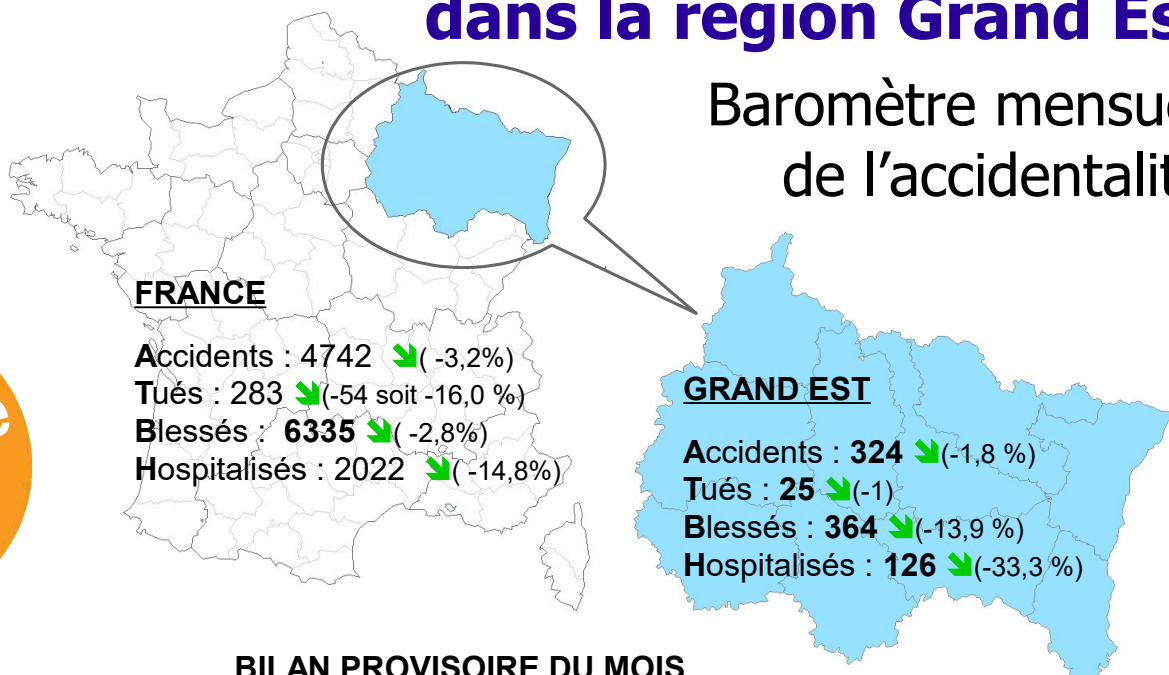 dans la région Grand
Baromètre
de l'accidentalit
FRANCE
Accidents : 4742 (-3,2%)
Tués : 283 (-54 soit -16,0 %)
Blessés : 6335 (-2,8%)
Hospitalisés : 2022 (-14,8%)
e
GRAND EST
Accidents : 324 (-1,8 %)
Tués : 25 (-1)
Blessés : 364 (-13,9 %)
Hospitalisés : 126 (-33,3 %)
BILAN PROVISOIRE DU MOIS